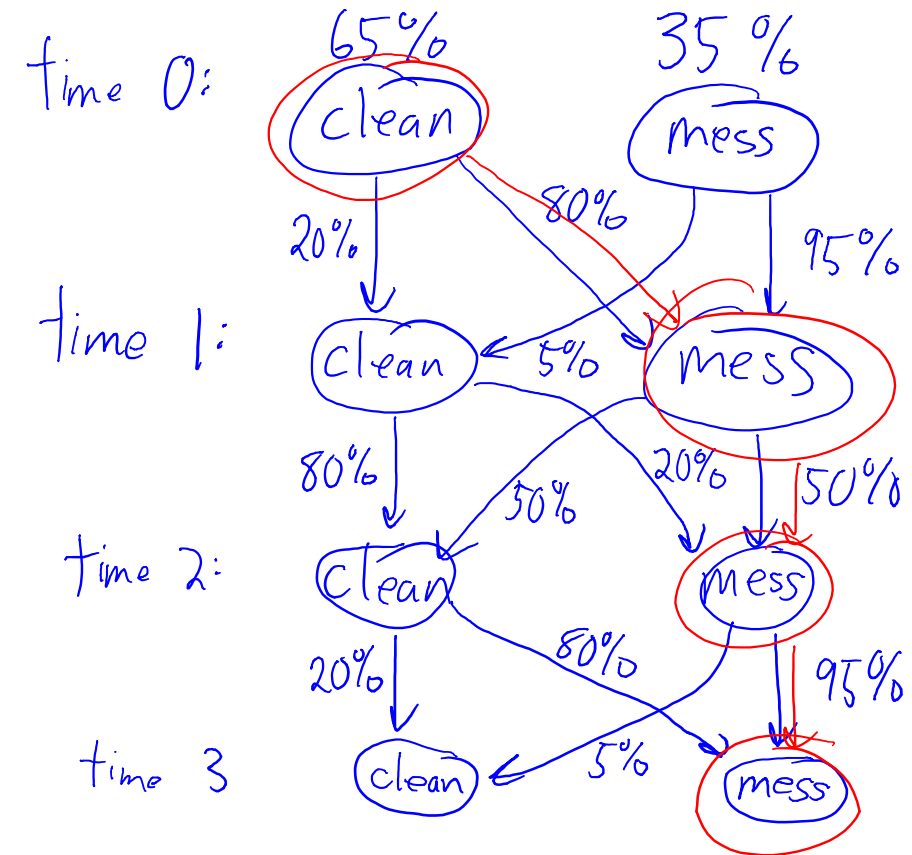 65% 35%
time 0: clean mess
20% 80% 95%
time 1: clean 5% mess
80% 50% 20% 50%
time 2: clean mess
20% 80% 95%
time 3 clean 5% mess